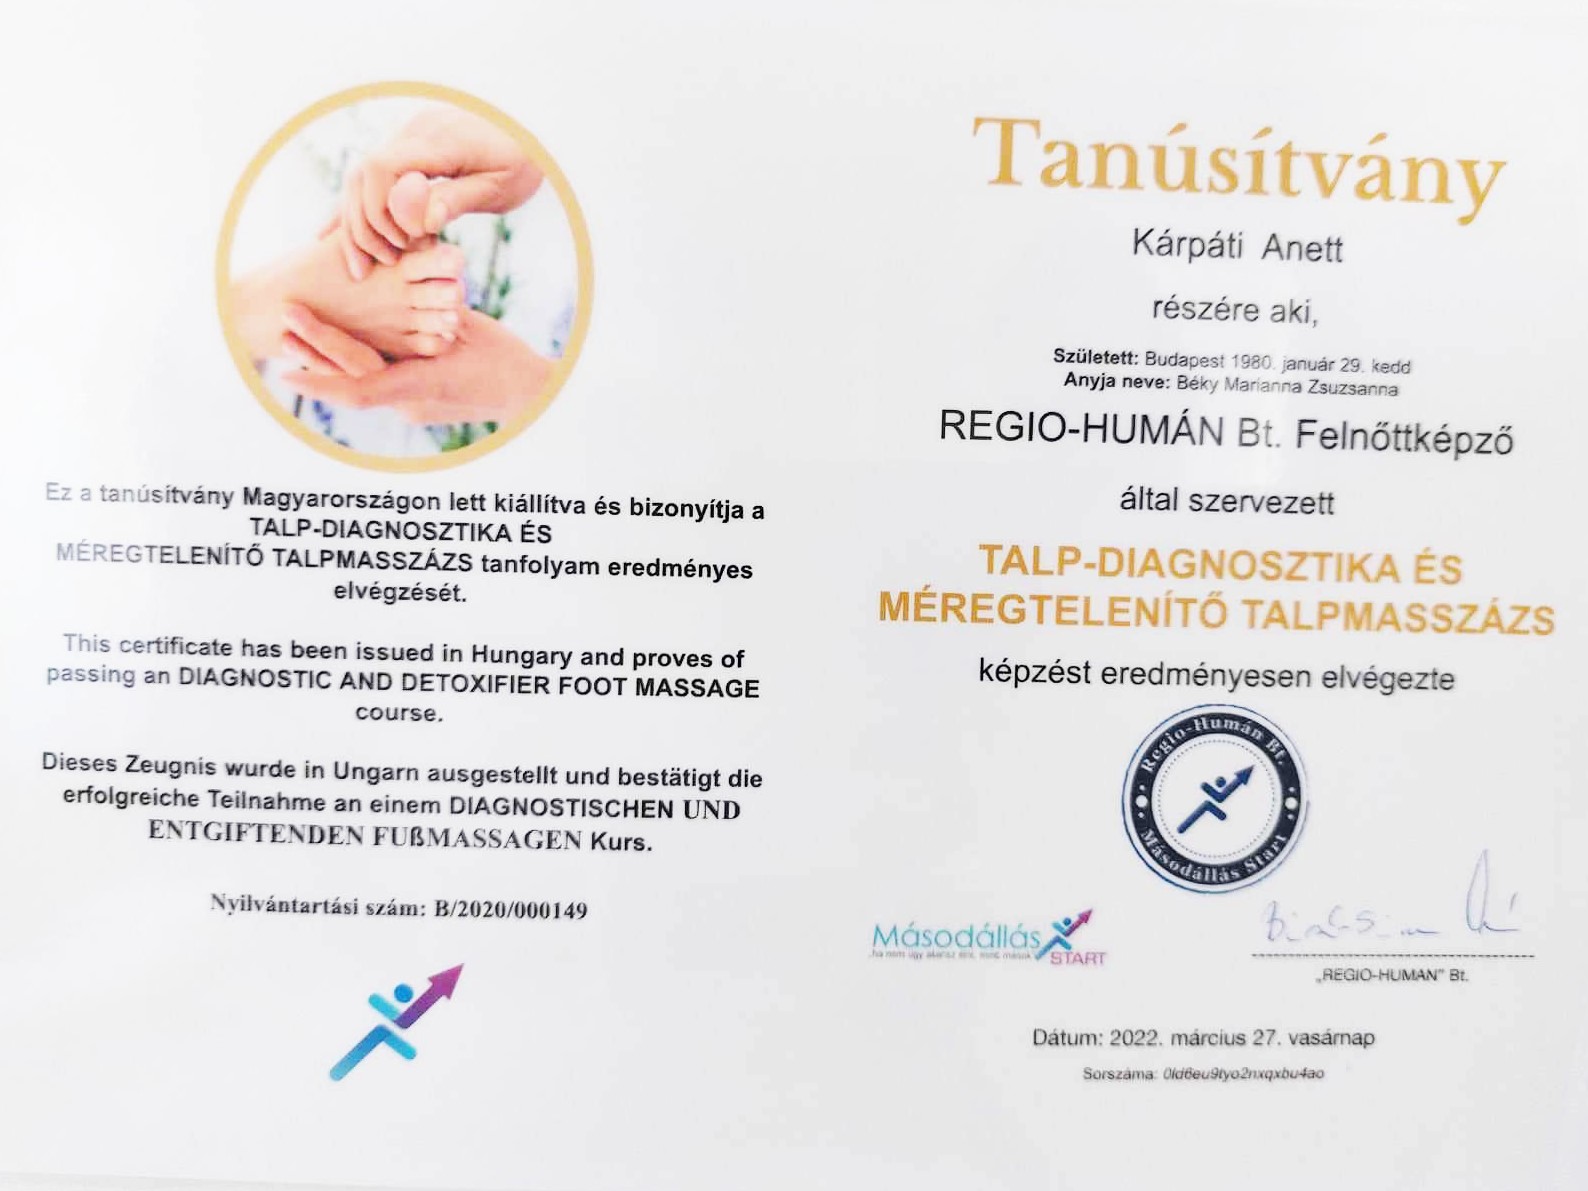 Ez a tanúsítvány Magyarországon lett kiállítva és bizonyítja a
TALP-DIAGNOSZTIKA ÉS
MÉREGTELENÍTŐ TALPMASSZÁZS tanfolyam eredményes
elvégzését.
This certificate has been issued in Hungary and proves of
passing an DIAGNOSTIC AND DETOXIFIER FOOT MASSAGE
course.
Dieses Zeugnis wurde in Ungarn ausgestellt und bestätigt die
erfolgreiche Teilnahme an einem DIAGNOSTISCHEN UND
ENTGIFTENDEN FUßMASSAGEN Kurs.
Nyilvántartási szám: B/2020/000149
Tanúsítvány
Kárpáti Anett
részére aki,
Született: Budapest 1980. január 29. kedd
Anyja neve: Béky Marianna Zsuzsanna
REGIO-HUMÁN Bt. Felnőttképző
által szervezett
TALP-DIAGNOSZTIKA ÉS
MÉREGTELENÍTŐ TALPMASSZÁZS
képzést eredményesen elvégezte
Regio-Humán Bt.
Másodállás Start
Másodállás
START
„REGIO-HUMAN" Bt.
Dátum: 2022. március 27. vasárnap
Sorszáma: